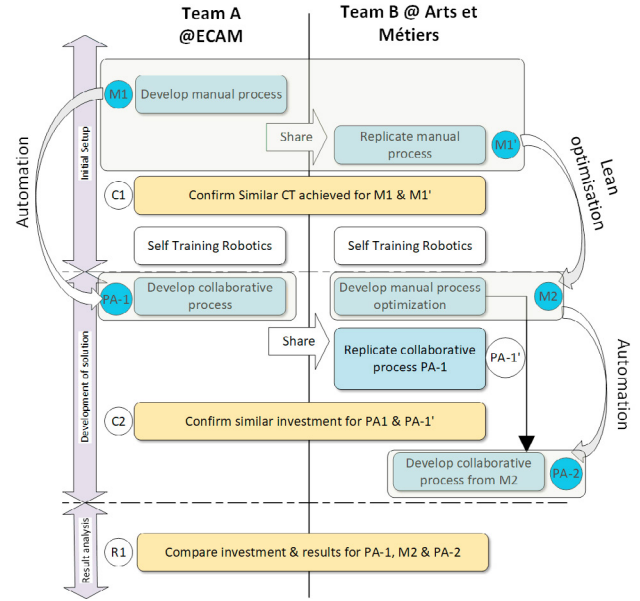 Team A
@ECAM
Team B @ Arts et
Métiers
M1
Develop manual process
Share
Replicate manual
process
M1'
Automation
Initial Setup
Lean
optimisation
C1
Confirm Similar CT achieved for M1 & M1'
Self Training Robotics
Self Training Robotics
PA-1
Develop collaborative
process
Develop manual process
optimization
M2
Share
Replicate collaborative
process PA-1
PA-1'
Automation
Development of solution
C2
Confirm similar investment for PA1 & PA-1'
Develop collaborative
process from M2
PA-2
Result analysis
R1
Compare investment & results for PA-1, M2 & PA-2